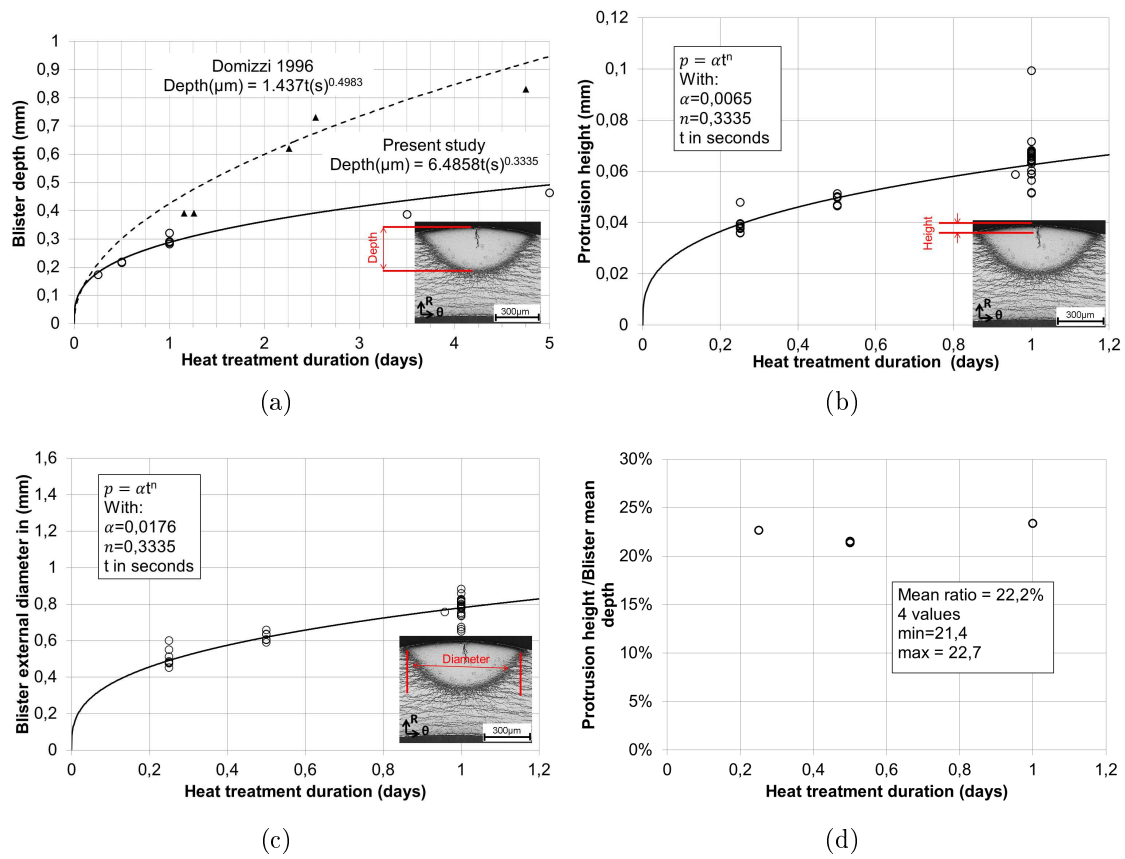 1
0,9
0,8
0,7
0,6
0,5
0,4
0,3
0,2
0,1
0
Blister depth (mm)
Domizzi 1996
Depth(μm) = 1.437t(s)^0.4983
Present study
Depth(μm) = 6.4858t(s)^0.3335
Depth
R
θ
300μm
0 1 2 3 4 5
Heat treatment duration (days)
(a)
0,12
0,1
0,08
0,06
0,04
0,02
0
Protrusion height (mm)
p = αtⁿ
With:
α=0,0065
n=0,3335
t in seconds
Height
R
θ
300μm
0 0,2 0,4 0,6 0,8 1 1,2
Heat treatment duration (days)
(b)
1,6
1,4
1,2
1
0,8
0,6
0,4
0,2
0
Blister external diameter in (mm)
p = αtⁿ
With:
α=0,0176
n=0,3335
t in seconds
Diameter
R
θ
300μm
0 0,2 0,4 0,6 0,8 1 1,2
Heat treatment duration (days)
(c)
30%
25%
20%
15%
10%
5%
0%
Protrusion height /Blister mean
depth
Mean ratio = 22,2%
4 values
min=21,4
max = 22,7
0 0,2 0,4 0,6 0,8 1 1,2
Heat treatment duration (days)
(d)